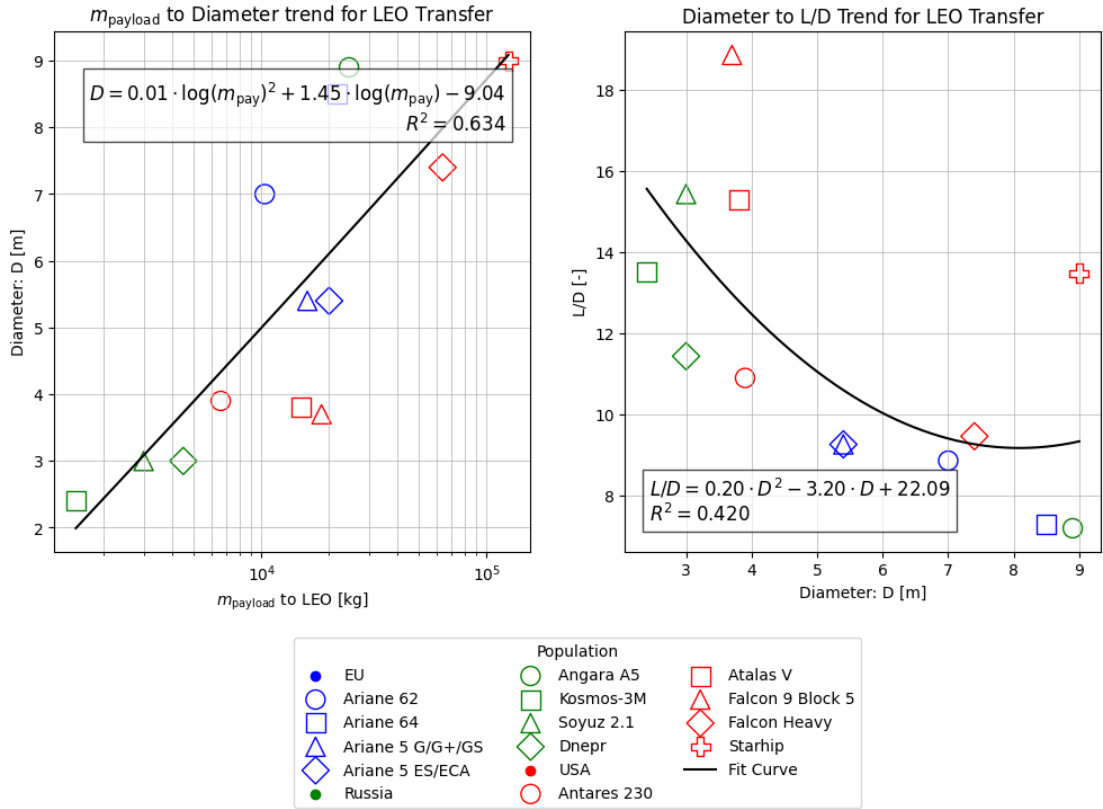 m_payload to Diameter trend for LEO Transfer
9
8
7
6
5
4
3
2
Diameter: D [m]
D = 0.01 · log(m_pay)² + 1.45 · log(m_pay) − 9.04
R² = 0.634
10⁴
10⁵
m_payload to LEO [kg]
Diameter to L/D Trend for LEO Transfer
18
16
14
12
10
8
L/D [-]
L/D = 0.20 · D² − 3.20 · D + 22.09
R² = 0.420
3
4
5
6
7
8
9
Diameter: D [m]
Population
EU
Ariane 62
Ariane 64
Ariane 5 G/G+/GS
Ariane 5 ES/ECA
Russia
Angara A5
Kosmos-3M
Soyuz 2.1
Dnepr
USA
Antares 230
Atalas V
Falcon 9 Block 5
Falcon Heavy
Starhip
Fit Curve